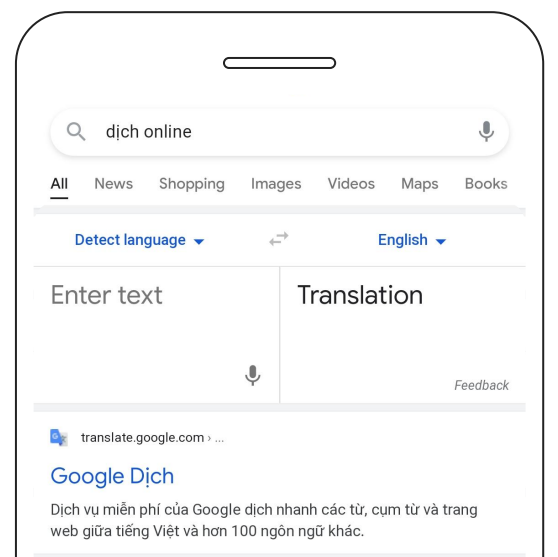 dịch online
All News Shopping Images Videos Maps Books
Detect language English
Enter text Translation
Feedback
translate.google.com › ...
Google Dịch
Dịch vụ miễn phí của Google dịch nhanh các từ, cụm từ và trang
web giữa tiếng Việt và hơn 100 ngôn ngữ khác.